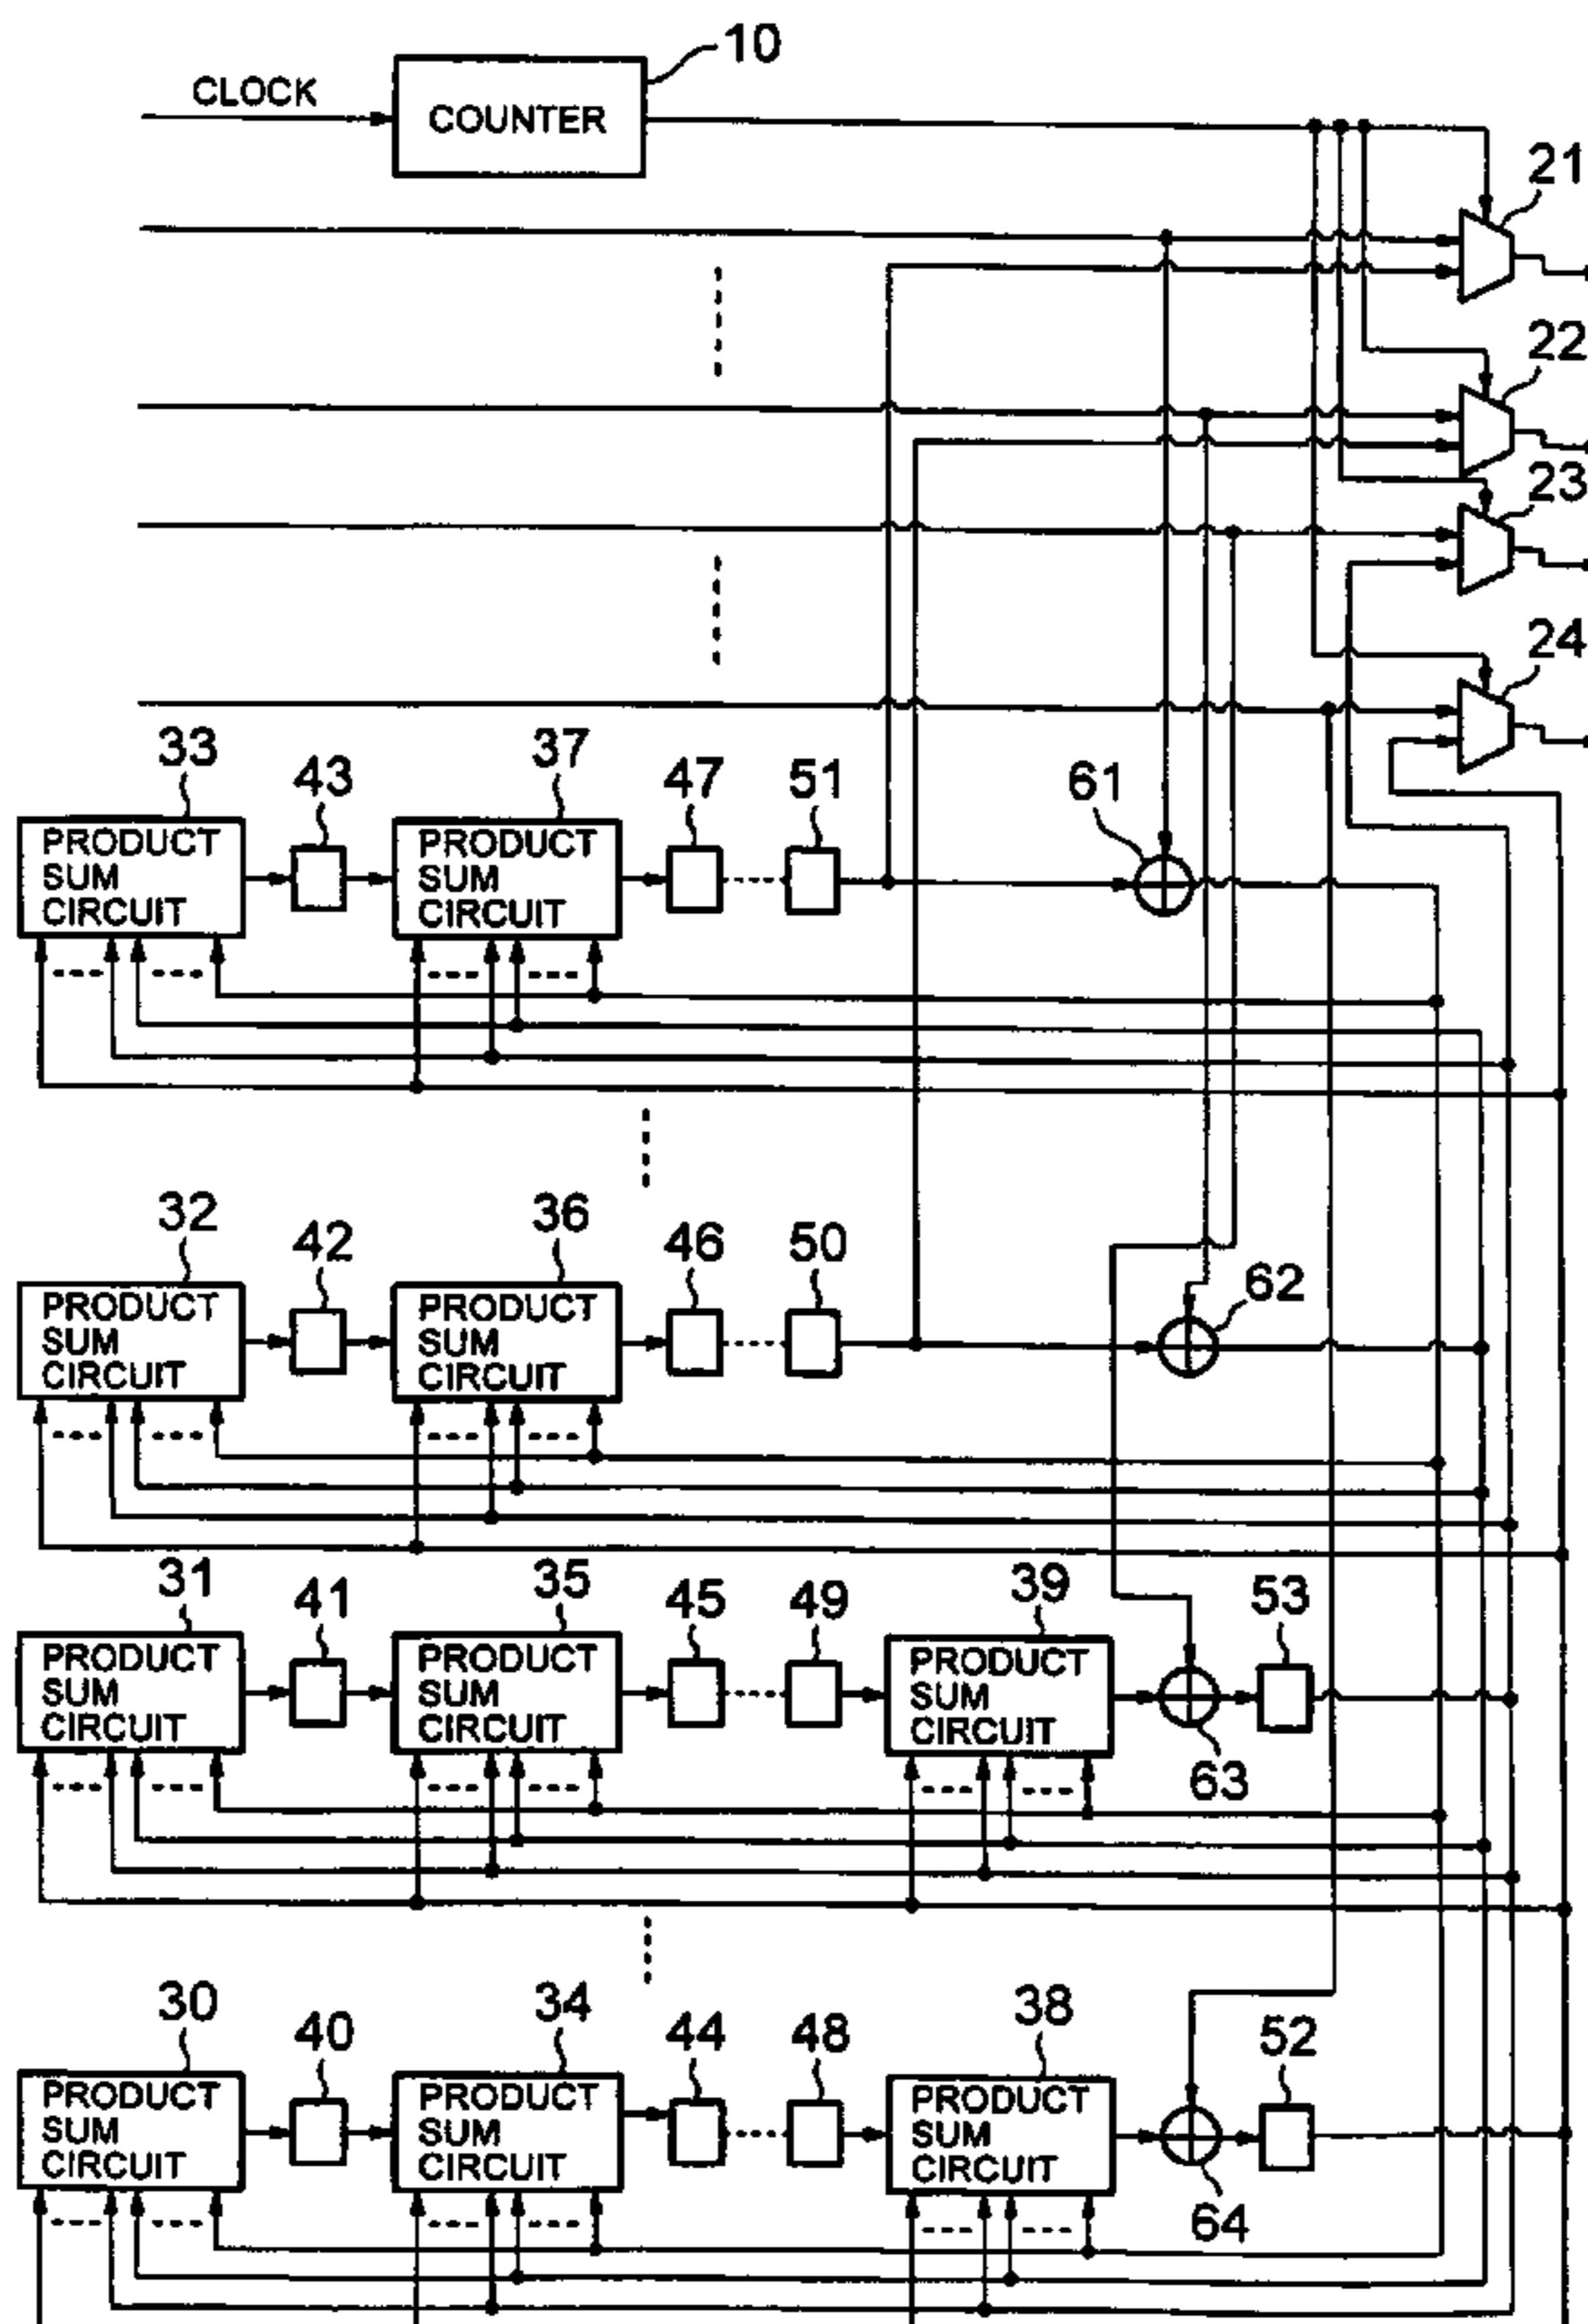 10
CLOCK
COUNTER
21
22
23
24
33
43
37
47
51
61
PRODUCT
SUM
CIRCUIT
PRODUCT
SUM
CIRCUIT
32
42
36
46
50
62
PRODUCT
SUM
CIRCUIT
PRODUCT
SUM
CIRCUIT
31
41
35
45
49
39
53
PRODUCT
SUM
CIRCUIT
PRODUCT
SUM
CIRCUIT
PRODUCT
SUM
CIRCUIT
63
30
40
34
44
48
38
52
PRODUCT
SUM
CIRCUIT
PRODUCT
SUM
CIRCUIT
PRODUCT
SUM
CIRCUIT
64